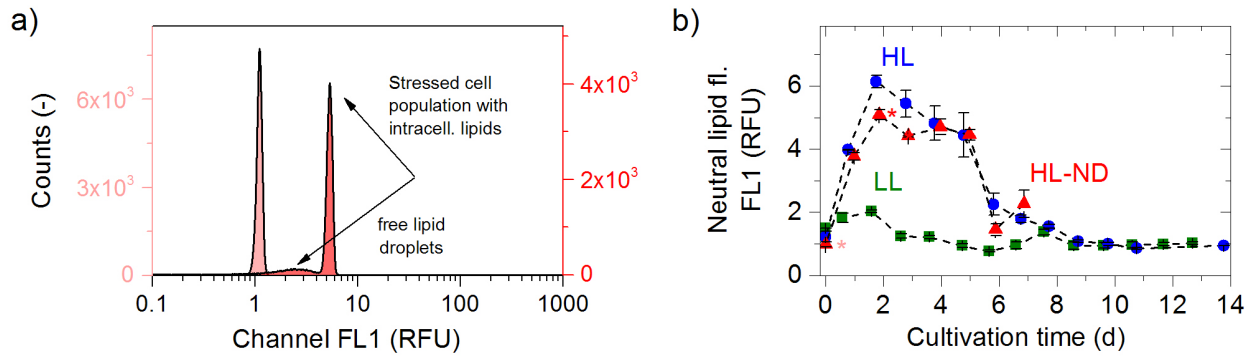 a)
Counts (-)
6x10³
3x10³
0
4x10³
2x10³
0
Stressed cell
population with
intracell. lipids
free lipid
droplets
0.1
1
10
100
1000
Channel FL1 (RFU)
b)
Neutral lipid fl.
FL1 (RFU)
6
4
2
0
HL
*
LL
HL-ND
*
0
2
4
6
8
10
12
14
Cultivation time (d)